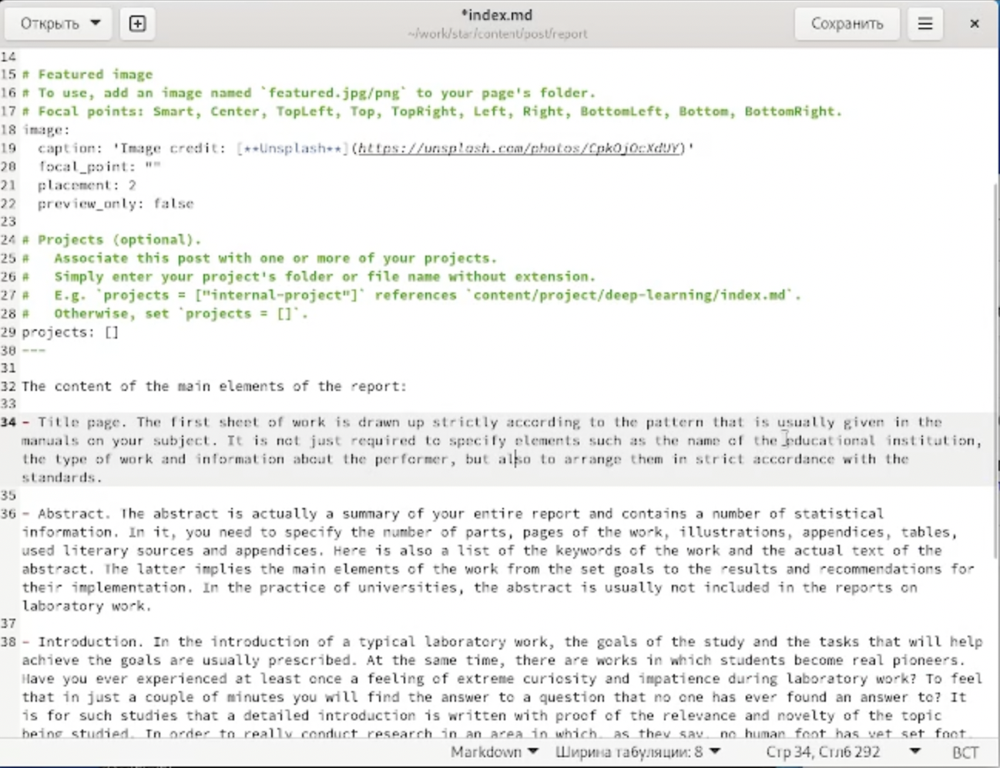 Открыть
*index.md
~/work/star/content/post/report
Сохранить
14
15 # Featured image
16 # To use, add an image named `featured.jpg/png` to your page's folder.
17 # Focal points: Smart, Center, TopLeft, Top, TopRight, Left, Right, BottomLeft, Bottom, BottomRight.
18 image:
19   caption: 'Image credit: [**Unsplash**](https://unsplash.com/photos/CpkOjOcXdUY)'
20   focal_point: ""
21   placement: 2
22   preview_only: false
23
24 # Projects (optional).
25 #   Associate this post with one or more of your projects.
26 #   Simply enter your project's folder or file name without extension.
27 #   E.g. `projects = ["internal-project"]` references `content/project/deep-learning/index.md`.
28 #   Otherwise, set `projects = []`.
29 projects: []
30 ---
31
32 The content of the main elements of the report:
33
34 - Title page. The first sheet of work is drawn up strictly according to the pattern that is usually given in the
manuals on your subject. It is not just required to specify elements such as the name of the educational institution,
the type of work and information about the performer, but also to arrange them in strict accordance with the
standards.
35
36 - Abstract. The abstract is actually a summary of your entire report and contains a number of statistical
information. In it, you need to specify the number of parts, pages of the work, illustrations, appendices, tables,
used literary sources and appendices. Here is also a list of the keywords of the work and the actual text of the
abstract. The latter implies the main elements of the work from the set goals to the results and recommendations for
their implementation. In the practice of universities, the abstract is usually not included in the reports on
laboratory work.
37
38 - Introduction. In the introduction of a typical laboratory work, the goals of the study and the tasks that will help
achieve the goals are usually prescribed. At the same time, there are works in which students become real pioneers.
Have you ever experienced at least once a feeling of extreme curiosity and impatience during laboratory work? To feel
that in just a couple of minutes you will find the answer to a question that no one has ever found an answer to? It
is for such studies that a detailed introduction is written with proof of the relevance and novelty of the topic
being studied. In order to really conduct research in an area in which, as they say, no human foot has yet set foot,
Markdown
Ширина табуляции: 8
Стр 34, Стлб 292
ВСТ